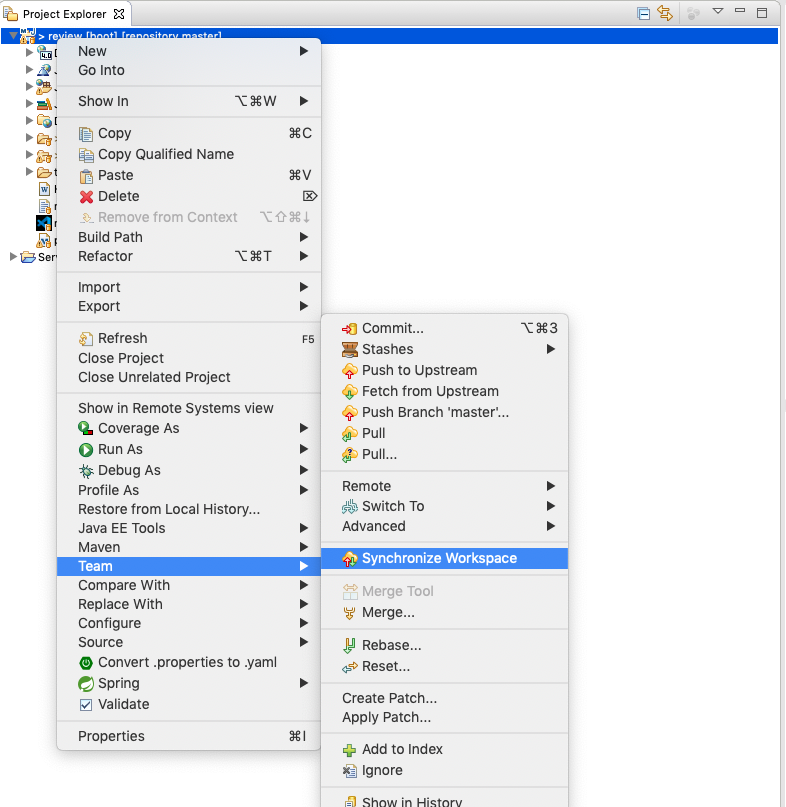 Project Explorer
> review [boot] [repository master]
Serv
New
Go Into
Show In ⌥⌘W
Copy ⌘C
Copy Qualified Name
Paste ⌘V
Delete ⌦
Remove from Context ⌥⇧⌘↓
Build Path
Refactor ⌥⌘T
Import
Export
Refresh F5
Close Project
Close Unrelated Project
Show in Remote Systems view
Coverage As
Run As
Debug As
Profile As
Restore from Local History...
Java EE Tools
Maven
Team
Compare With
Replace With
Configure
Source
Convert .properties to .yaml
Spring
Validate
Properties ⌘I
Commit... ⌥⌘3
Stashes
Push to Upstream
Fetch from Upstream
Push Branch 'master'...
Pull
Pull...
Remote
Switch To
Advanced
Synchronize Workspace
Merge Tool
Merge...
Rebase...
Reset...
Create Patch...
Apply Patch...
Add to Index
Ignore
Show in History